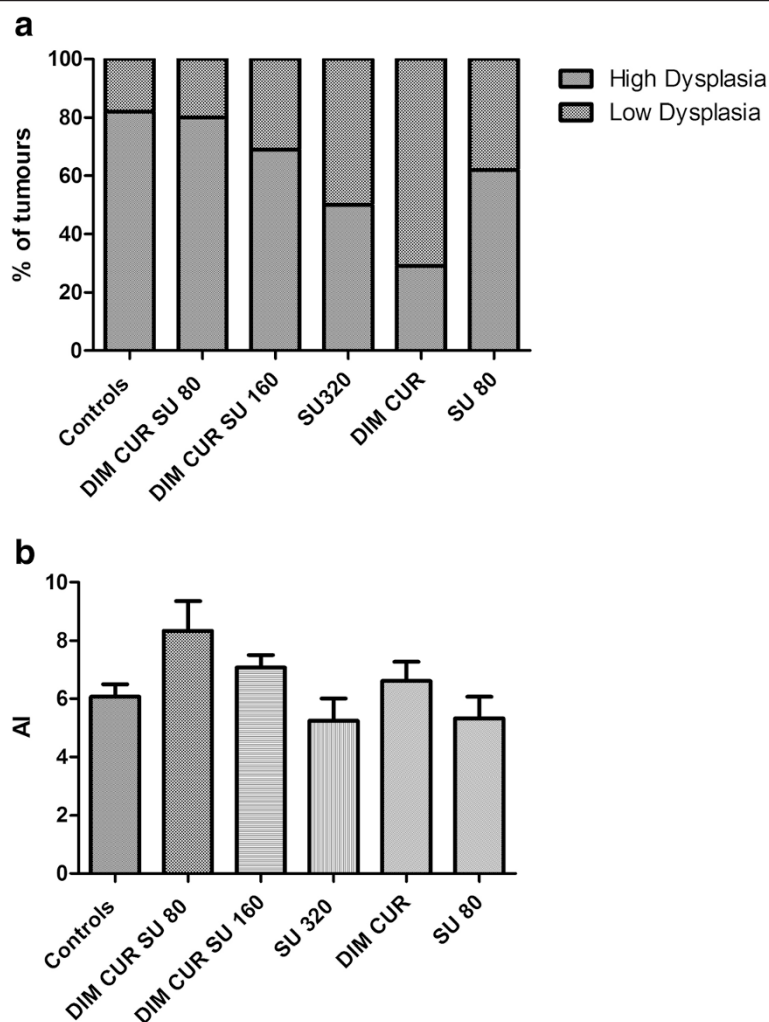 a
100
80
60
40
20
0
% of tumours
High Dysplasia
Low Dysplasia
Controls
DIM CUR SU 80
DIM CUR SU 160
SU320
DIM CUR
SU 80
b
10
8
6
4
2
0
AI
Controls
DIM CUR SU 80
DIM CUR SU 160
SU 320
DIM CUR
SU 80